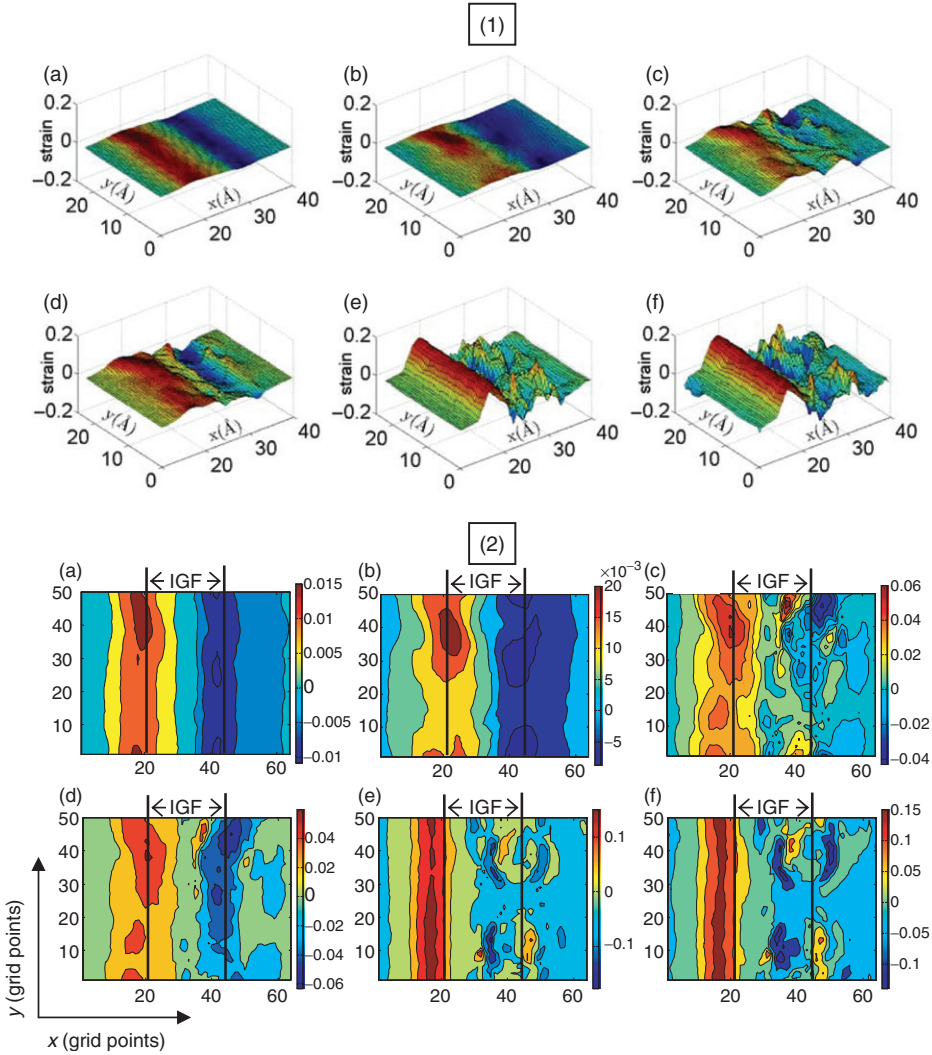 (1)
(a) (b) (c)
0.2 0.2 0.2
strain 0 strain 0 strain 0
−0.2 −0.2 −0.2
y(Å) x(Å) y(Å) x(Å) y(Å) x(Å)
20 10 0 20 30 40 20 10 0 20 30 40 20 10 0 20 30 40
(d) (e) (f)
0.2 0.2 0.2
strain 0 strain 0 strain 0
−0.2 −0.2 −0.2
y(Å) x(Å) y(Å) x(Å) y(Å) x(Å)
20 10 0 20 30 40 20 10 0 20 30 40 20 10 0 20 30 40
(2)
(a) IGF
50 40 30 20 10
20 40 60
0.015 0.010 0.005 0 −0.005 −0.01
(b) IGF
50 40 30 20 10
20 40 60
×10−3
20 15 10 5 0 −5
(c) IGF
50 40 30 20 10
20 40 60
0.06 0.04 0.02 0 −0.02 −0.04
(d) IGF
50 40 30 20 10
20 40 60
0.04 0.02 0 −0.02 −0.04 −0.06
(e) IGF
50 40 30 20 10
20 40 60
0.1 0 −0.1
(f) IGF
50 40 30 20 10
20 40 60
0.15 0.10 0.05 0 −0.05 −0.1
y (grid points)
x (grid points)